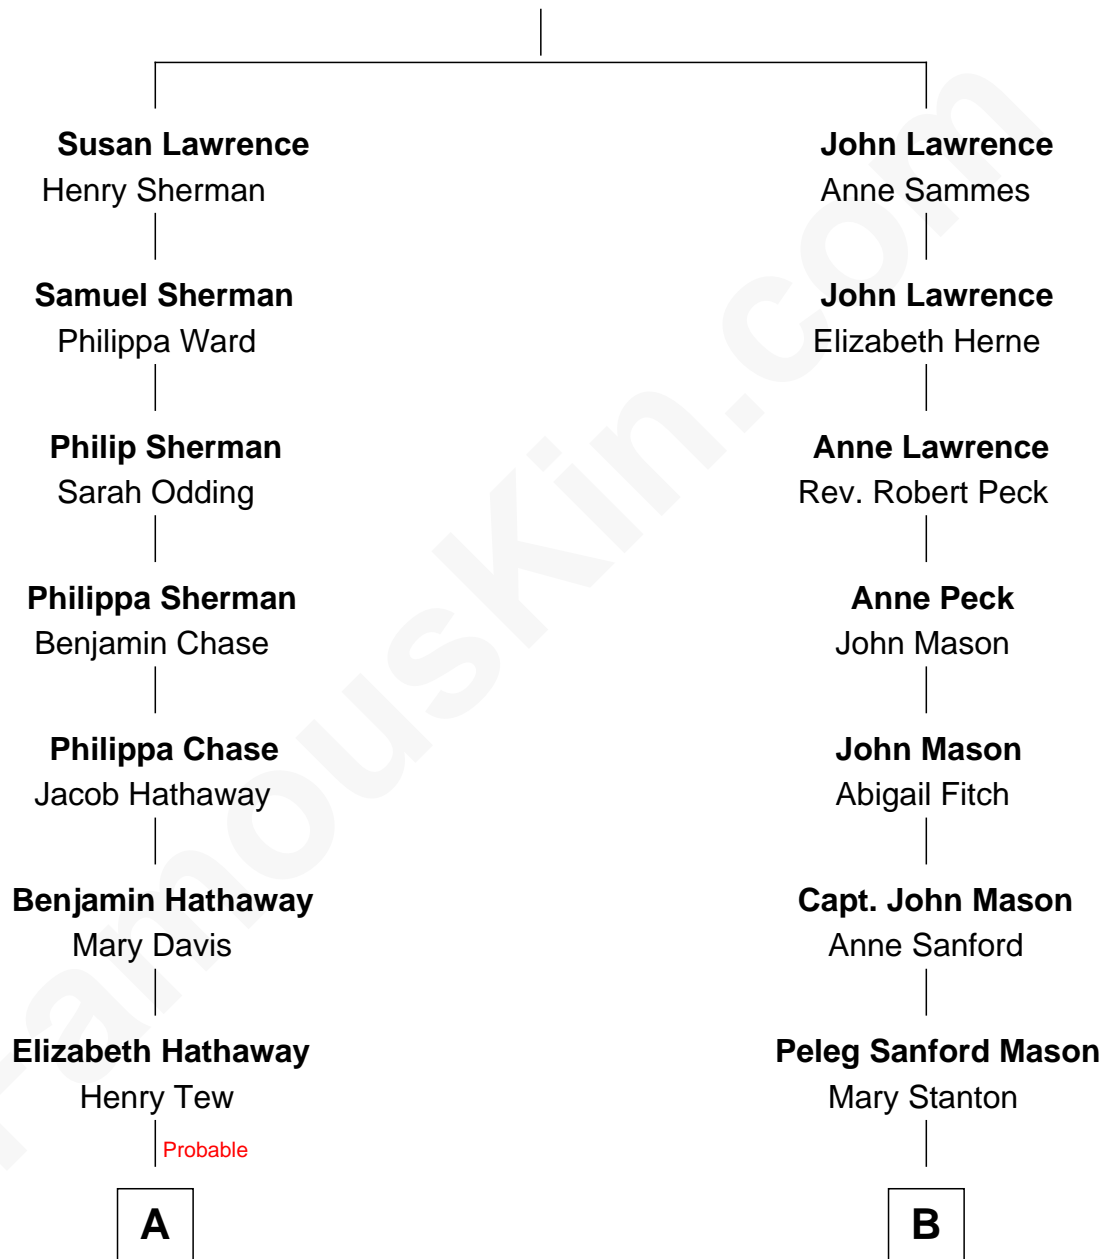 Susan Lawrence
Henry Sherman
Samuel Sherman
Philippa Ward
Philip Sherman
Sarah Odding
Philippa Sherman
Benjamin Chase
Philippa Chase
Jacob Hathaway
Benjamin Hathaway
Mary Davis
Elizabeth Hathaway
Henry Tew
Probable
A
John Lawrence
Anne Sammes
John Lawrence
Elizabeth Herne
Anne Lawrence
Rev. Robert Peck
Anne Peck
John Mason
John Mason
Abigail Fitch
Capt. John Mason
Anne Sanford
Peleg Sanford Mason
Mary Stanton
B
FamousKin.com